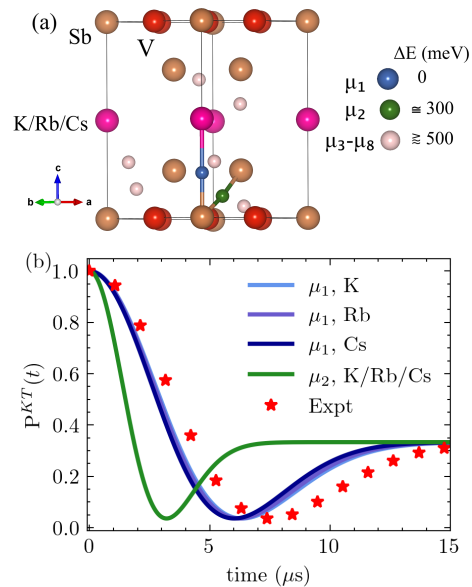 (a)
Sb
V
K/Rb/Cs
ΔE (meV)
μ₁ 0
μ₂ ≅ 300
μ₃-μ₈ ≳ 500
c
b a
(b)
1.0
0.8
0.6
0.4
0.2
0.0
P^{KT}(t)
μ₁, K
μ₁, Rb
μ₁, Cs
μ₂, K/Rb/Cs
Expt
0 5 10 15
time (μs)